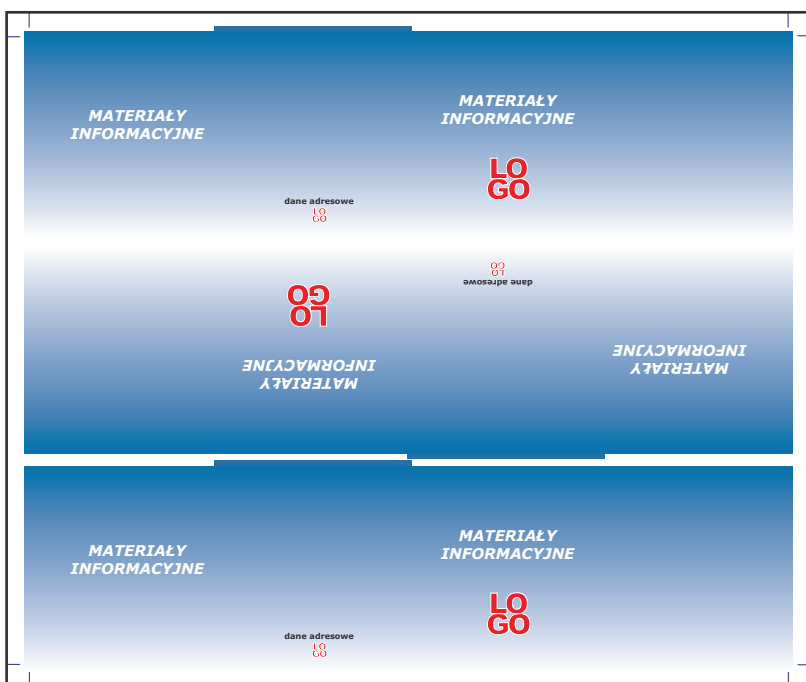 MATERIAŁY
INFORMACYJNE
MATERIAŁY
INFORMACYJNE
LO
GO
dane adresowe
LO
GO
dane adresowe
LO
GO
LO
GO
MATERIAŁY
INFORMACYJNE
MATERIAŁY
INFORMACYJNE
MATERIAŁY
INFORMACYJNE
MATERIAŁY
INFORMACYJNE
LO
GO
dane adresowe
LO
GO